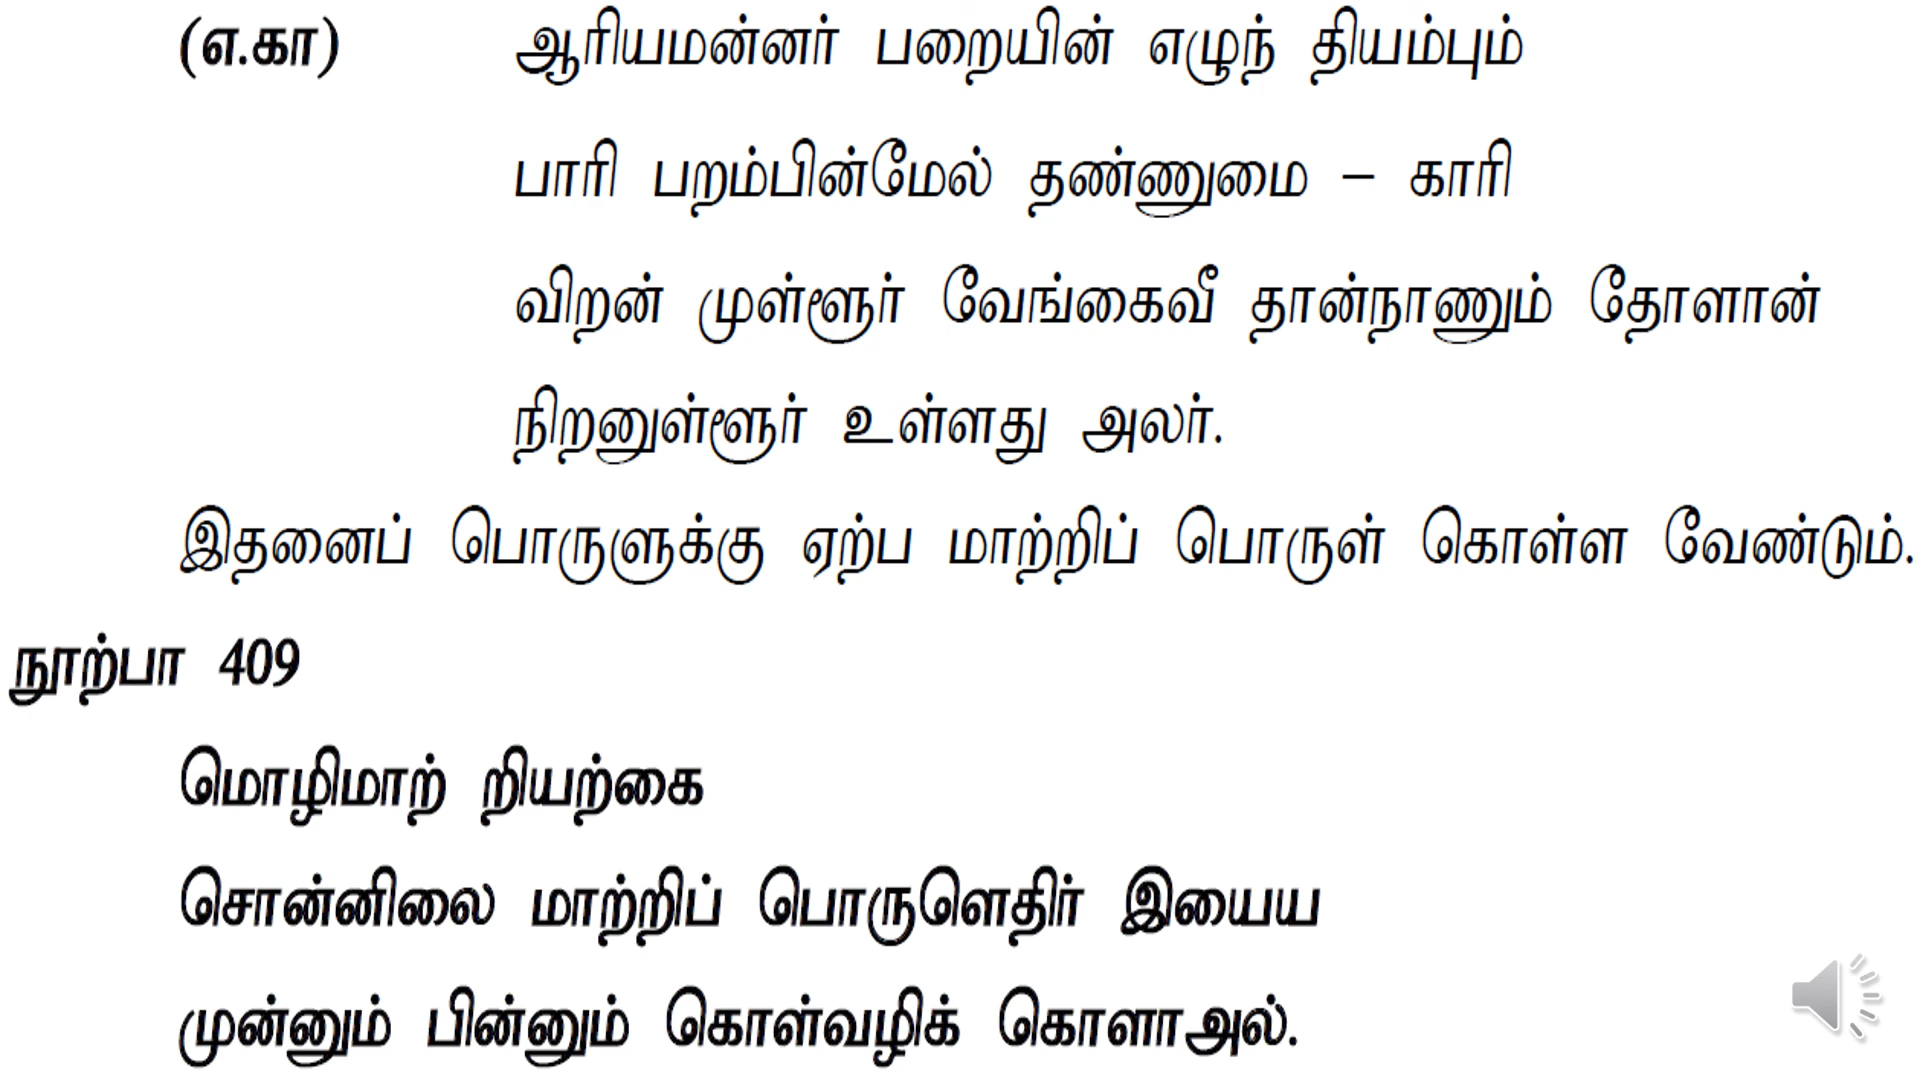 (எ.கா) ஆரியமன்னர் பறையின் எழுந் தியம்பும்
பாரி பறம்பின்மேல் தண்ணுமை – காரி
விறன் முள்ளூர் வேங்கைவீ தான்நாணும் தோளான்
நிறனுள்ளூர் உள்ளது அலர்.
இதனைப் பொருளுக்கு ஏற்ப மாற்றிப் பொருள் கொள்ள வேண்டும்.
நூற்பா 409
மொழிமாற் றியற்கை
சொன்னிலை மாற்றிப் பொருளெதிர் இயைய
முன்னும் பின்னும் கொள்வழிக் கொளாஅல்.